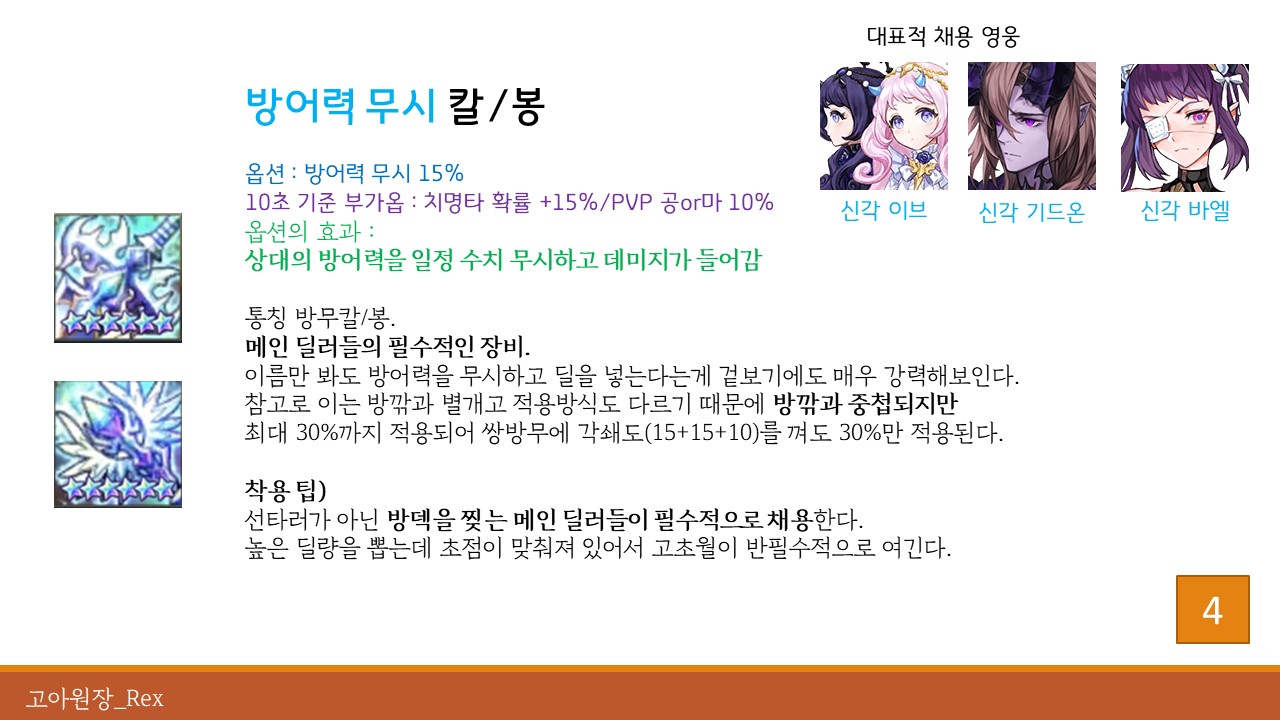 대표적 채용 영웅
방어력 무시 칼/봉
신각 이브
신각 기드온
신각 바엘
옵션 : 방어력 무시 15%
10초 기준 부가옵 : 치명타 확률 +15%/PVP 공or마 10%
옵션의 효과 :
상대의 방어력을 일정 수치 무시하고 데미지가 들어감
통칭 방무칼/봉.
메인 딜러들의 필수적인 장비.
이름만 봐도 방어력을 무시하고 딜을 넣는다는게 겉보기에도 매우 강력해보인다.
참고로 이는 방깎과 별개고 적용방식도 다르기 때문에 방깎과 중첩되지만
최대 30%까지 적용되어 쌍방무에 각쇄도(15+15+10)를 껴도 30%만 적용된다.
착용 팁)
선타러가 아닌 방덱을 찢는 메인 딜러들이 필수적으로 채용한다.
높은 딜량을 뽑는데 초점이 맞춰져 있어서 고초월이 반필수적으로 여긴다.
4
고아원장_Rex